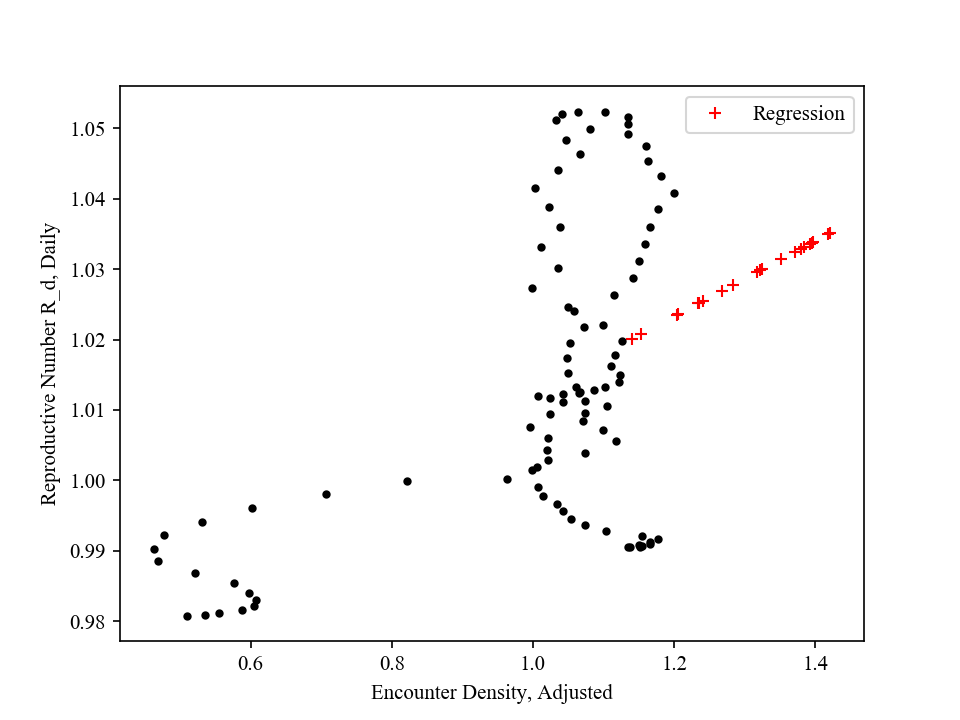 Regression
1.05
1.04
1.03
1.02
1.01
1.00
0.99
0.98
Reproductive Number R_d, Daily
0.6 0.8 1.0 1.2 1.4
Encounter Density, Adjusted